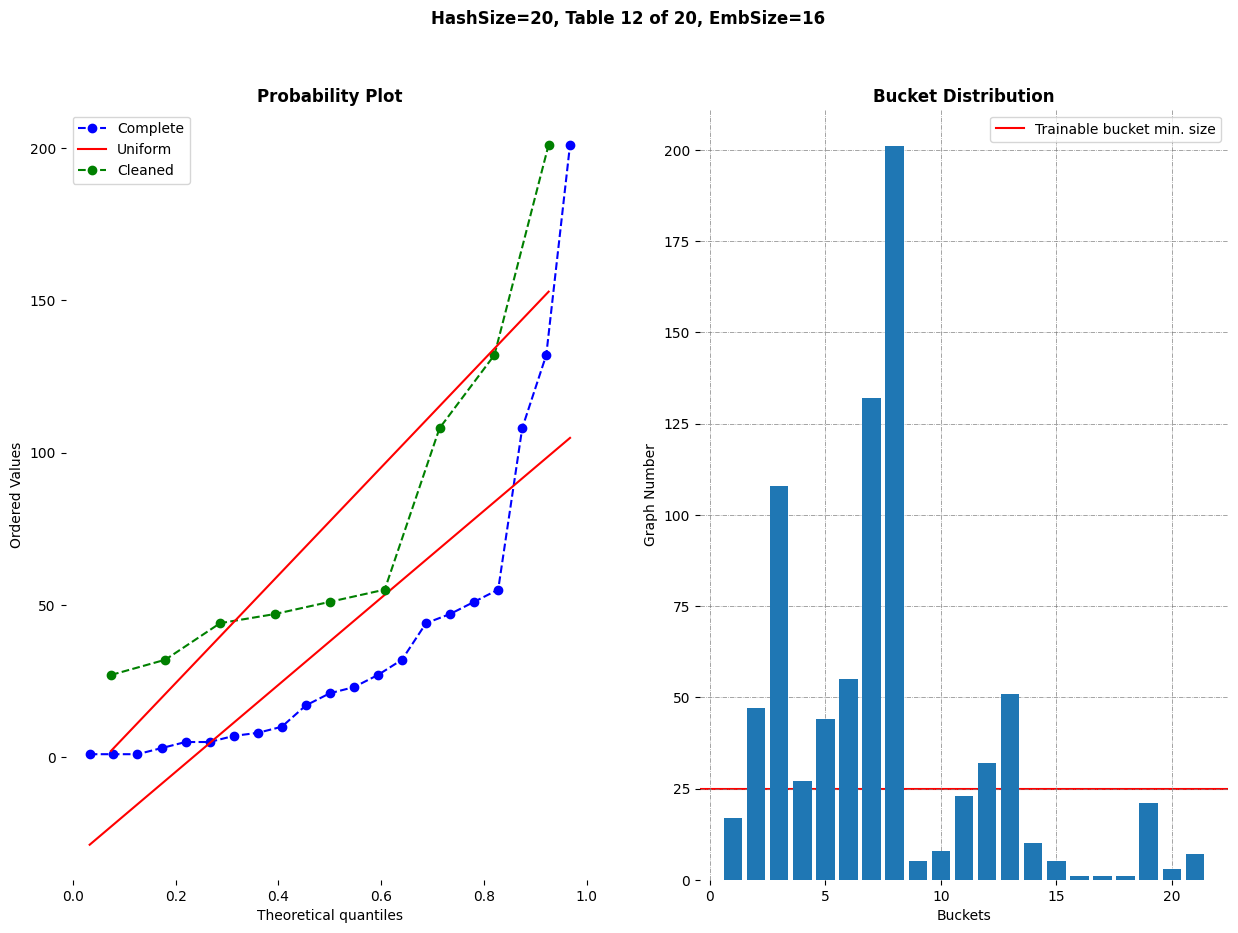 HashSize=20, Table 12 of 20, EmbSize=16
Probability Plot
Complete
Uniform
Cleaned
200
150
100
50
0
Ordered Values
0.0 0.2 0.4 0.6 0.8 1.0
Theoretical quantiles
Bucket Distribution
Trainable bucket min. size
200
175
150
125
100
75
50
25
0
Graph Number
0 5 10 15 20
Buckets